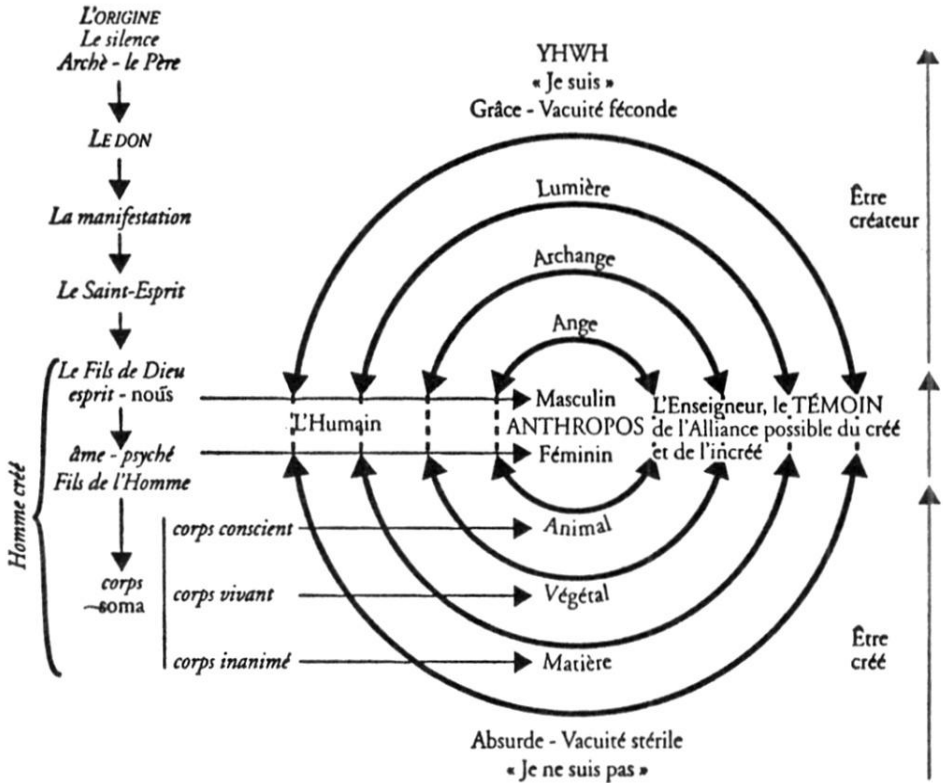 L'ORIGINE
Le silence
Archè - le Père
LE DON
La manifestation
Le Saint-Esprit
Le Fils de Dieu
esprit - noûs
âme - psyché
Fils de l'Homme
corps
soma
Homme créé
corps conscient
corps vivant
corps inanimé
YHWH
« Je suis »
Grâce - Vacuité féconde
Lumière
Archange
Ange
Masculin
L'Humain
ANTHROPOS
Féminin
L'Enseigneur, le TÉMOIN
de l'Alliance possible du créé
et de l'incréé
Animal
Végétal
Matière
Absurde - Vacuité stérile
« Je ne suis pas »
Être
créateur
Être
créé